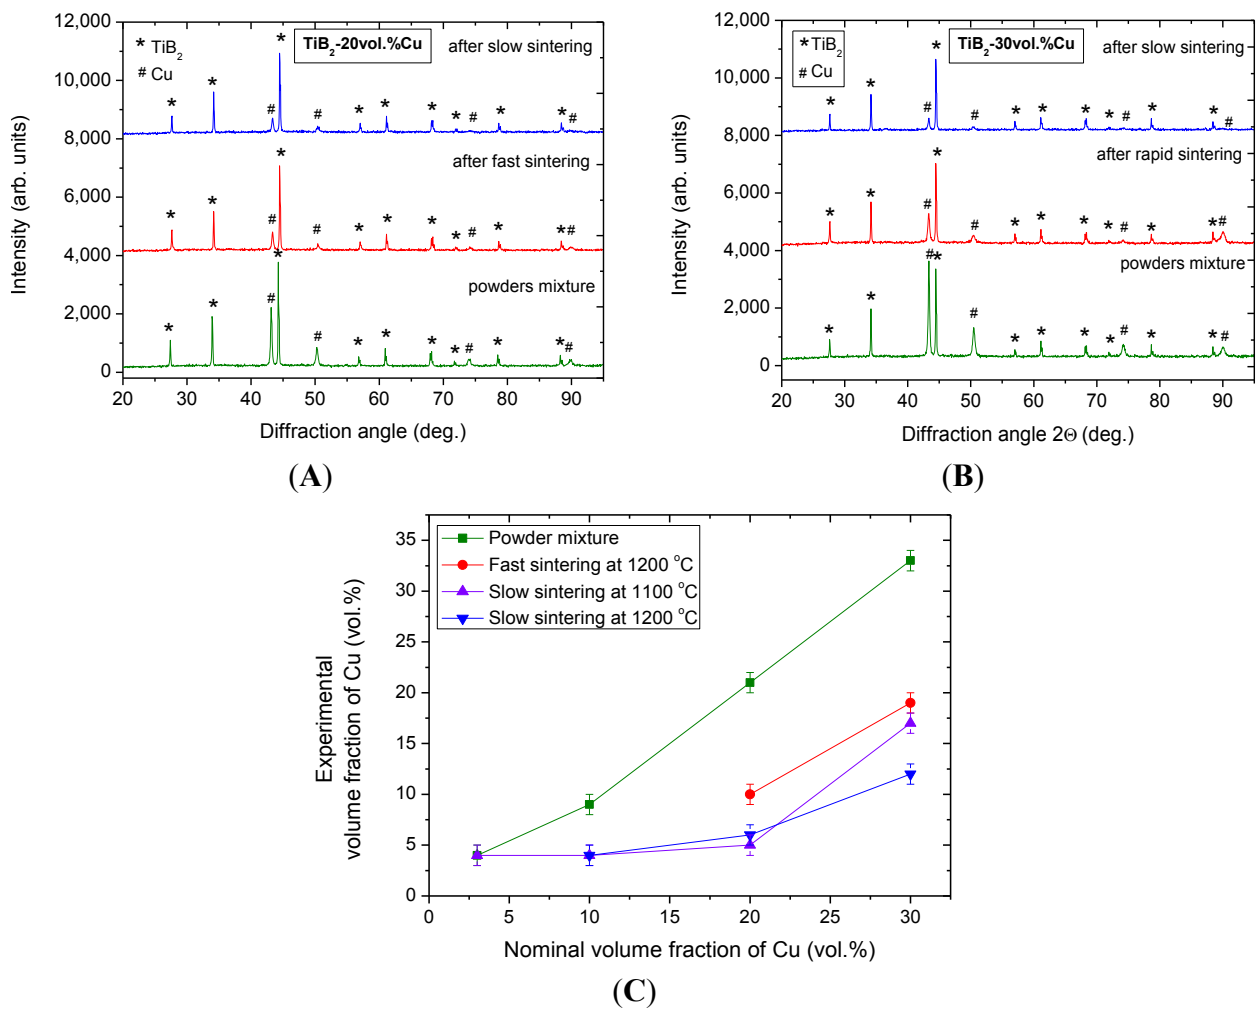 12,000
10,000
8,000
6,000
4,000
2,000
0
Intensity (arb. units)
* TiB2
# Cu
TiB2-20vol.%Cu
after slow sintering
* * # * # * * * * # * * #
after fast sintering
* * # * # * * * * # * * #
powders mixture
* * # * # * * * * # * * #
20 30 40 50 60 70 80 90
Diffraction angle (deg.)
(A)
12,000
10,000
8,000
6,000
4,000
2,000
0
Intensity (arb. units)
* TiB2
# Cu
TiB2-30vol.%Cu
after slow sintering
* * # * # * * * * # * * #
after rapid sintering
* * # * # * * * * # * * #
powders mixture
* * # * # * * * * # * * #
20 30 40 50 60 70 80 90
Diffraction angle 2Θ (deg.)
(B)
35
30
25
20
15
10
5
0
Experimental
volume fraction of Cu (vol.%)
Powder mixture
Fast sintering at 1200 °C
Slow sintering at 1100 °C
Slow sintering at 1200 °C
0 5 10 15 20 25 30
Nominal volume fraction of Cu (vol.%)
(C)